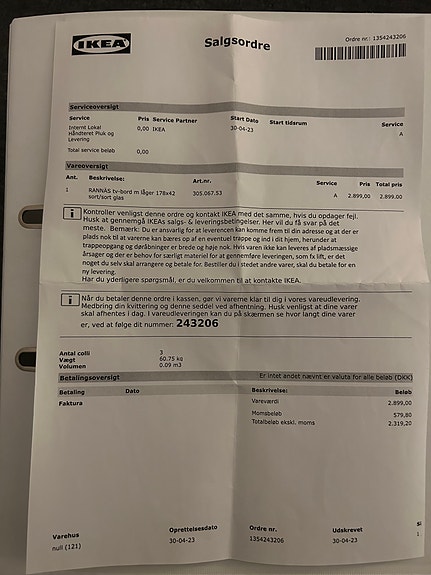 IKEA
Salgsordre
Ordre nr.: 1354243206
Serviceoversigt
Service Pris Service Partner Start Dato Start tidsrum Service
Internt Lokal 0,00 IKEA 30-04-23 A
Håndteret Pluk og
Levering
Total service beløb 0,00
Vareoversigt
Ant. Beskrivelse: Art.nr. Service Pris Total pris
1 RANNÄS tv-bord m låger 178x42 305.067.53 A 2.899,00 2.899,00
sort/sort glas
i Kontroller venligst denne ordre og kontakt IKEA med det samme, hvis du opdager fejl.
Husk at gennemgå IKEAs salgs- & leveringsbetingelser. Her vil du få svar på det
meste. Bemærk: Du er ansvarlig for at leverancen kan komme frem til din adresse og at der er
plads nok til at varerne kan bæres op af en eventuel trappe og ind i dit hjem, herunder at
trappeopgang og døråbninger er brede og høje nok. Hvis varen ikke kan leveres af pladsmæssige
årsager og der er behov for særligt materiel for at gennemføre leveringen, som fx lift, er det
noget du selv skal arrangere og betale for. Bestiller du i stedet andre varer, skal du betale for en
ny levering.
Har du yderligere spørgsmål, er du velkommen til at kontakte IKEA.
i Når du betaler denne ordre i kassen, gør vi varerne klar til dig i vores vareudlevering.
Medbring din kvittering og denne seddel ved afhentning. Husk venligst at dine varer
skal afhentes i dag. I vareudleveringen kan du på skærmen se hvor langt dine varer
er, ved at følge dit nummer: 243206
Antal colli 3
Vægt 60.75 kg
Volumen 0.09 m3
Betalingsoversigt Er intet andet nævnt er valuta for alle beløb (DKK)
Betaling Dato Beskrivelse: Beløb
Faktura Vareværdi 2.899,00
Momsbeløb 579,80
Totalbeløb ekskl. moms 2.319,20
Varehus Oprettelsesdato Ordre nr. Udskrevet Si
null (121) 30-04-23 1354243206 30-04-23 1